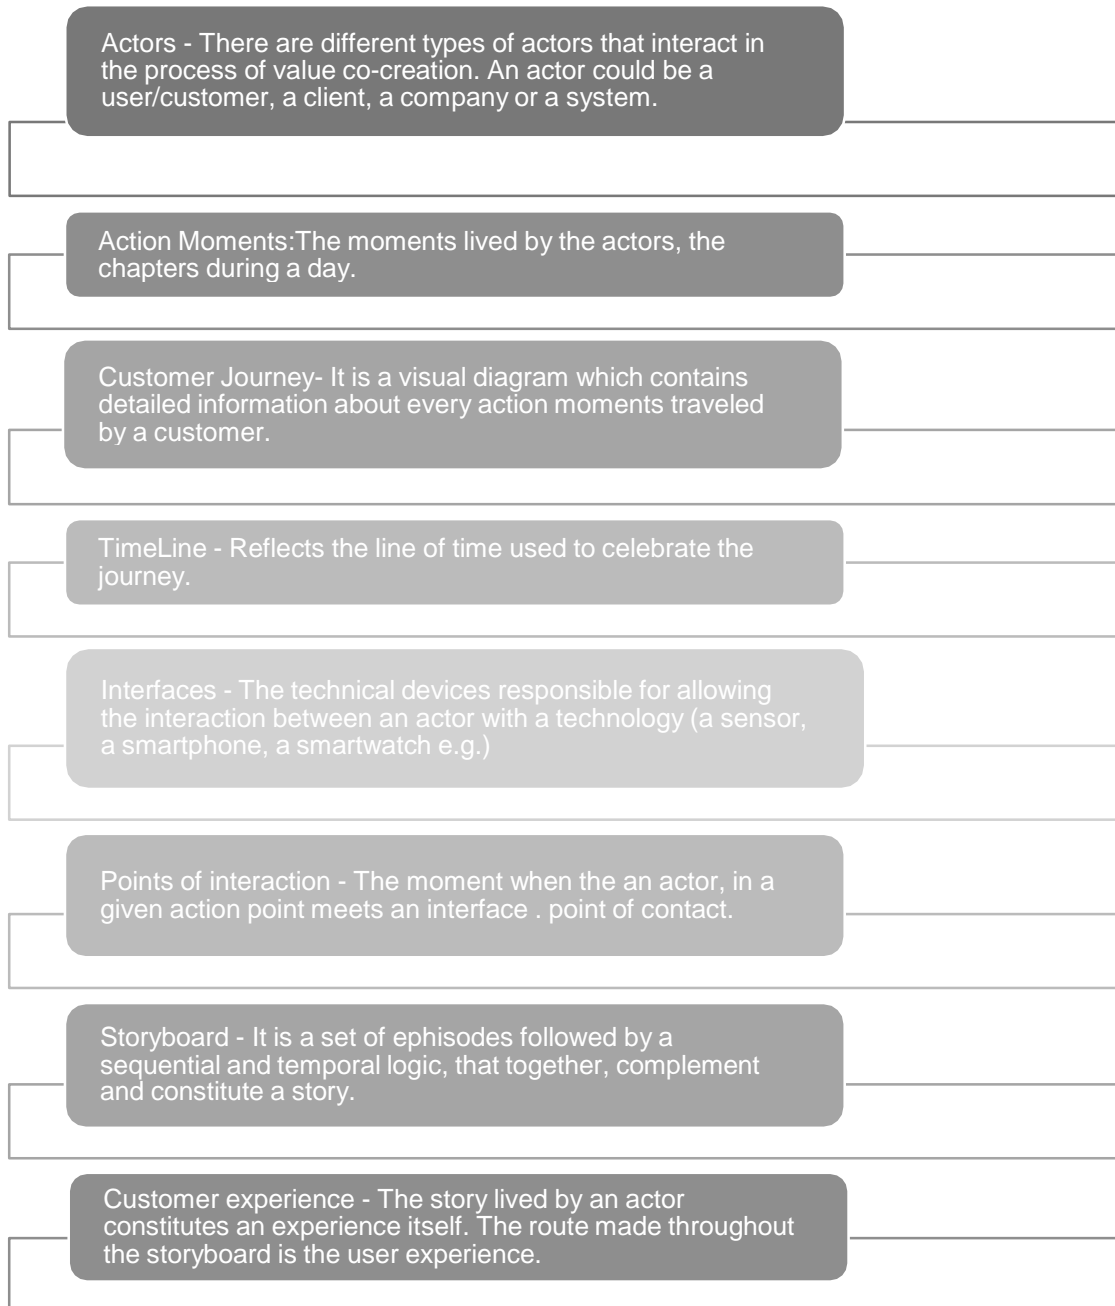 Actors - There are different types of actors that interact in
the process of value co-creation. An actor could be a
user/customer, a client, a company or a system.
Action Moments:The moments lived by the actors, the
chapters during a day.
Customer Journey- It is a visual diagram which contains
detailed information about every action moments traveled
by a customer.
TimeLine - Reflects the line of time used to celebrate the
journey.
Interfaces - The technical devices responsible for allowing
the interaction between an actor with a technology (a sensor,
a smartphone, a smartwatch e.g.)
Points of interaction - The moment when the an actor, in a
given action point meets an interface . point of contact.
Storyboard - It is a set of ephisodes followed by a
sequential and temporal logic, that together, complement
and constitute a story.
Customer experience - The story lived by an actor
constitutes an experience itself. The route made throughout
the storyboard is the user experience.